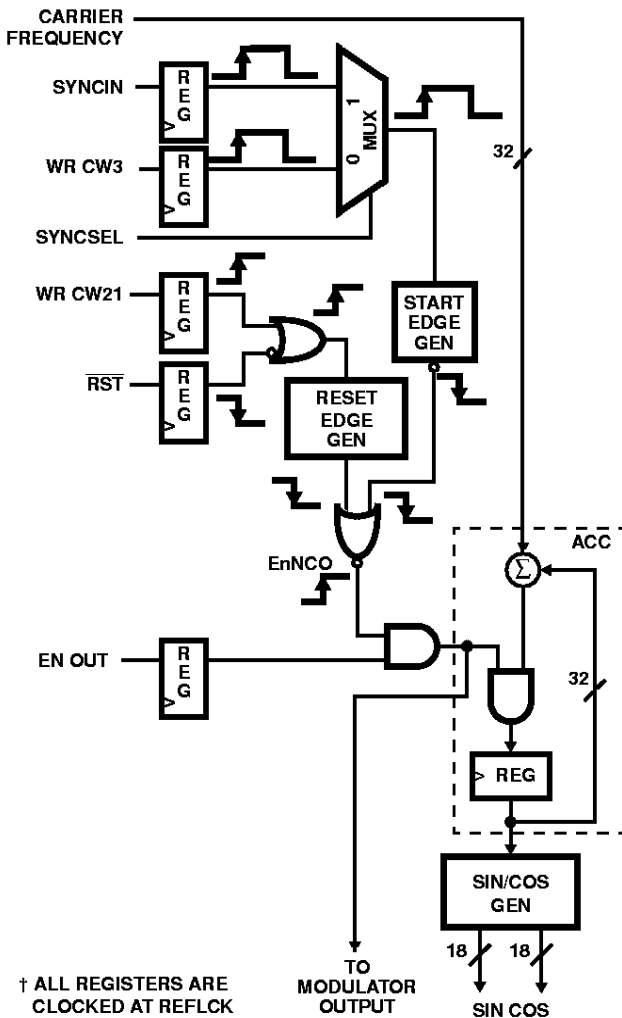 CARRIER
FREQUENCY
SYNCIN
REG
1
0
MUX
WR CW3
REG
32
SYNCSEL
WR CW21
REG
START
EDGE
GEN
RST
REG
RESET
EDGE
GEN
ACC
EnNCO
Σ
EN OUT
REG
32
REG
SIN/COS
GEN
18
18
TO
MODULATOR
OUTPUT
SIN COS
† ALL REGISTERS ARE
CLOCKED AT REFLCK